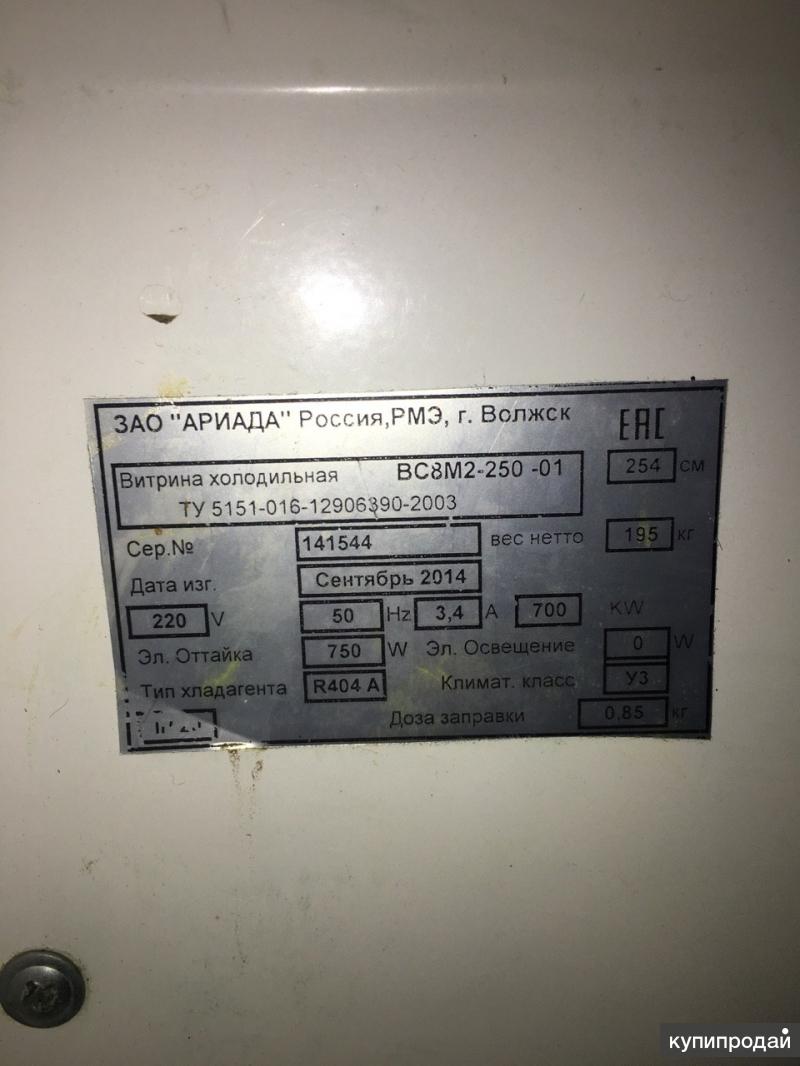 ЗАО "АРИАДА" Россия,РМЭ, г. Волжск
EAC
Витрина холодильная ВС8М2-250 -01 254 см
ТУ 5151-016-12906390-2003
Сер.№ 141544 вес нетто 195 кг
Дата изг. Сентябрь 2014
220 V 50 Hz 3,4 A 700 KW
Эл. Оттайка 750 W Эл. Освещение 0 W
Тип хладагента R404 A Климат. класс У3
Доза заправки 0,85 кг
купипродай